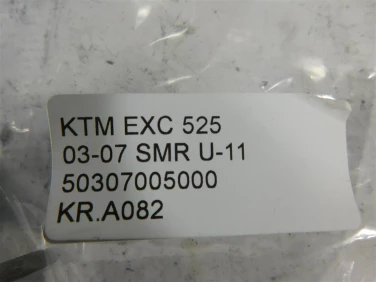 KTM EXC 525
03-07 SMR U-11
50307005000
KR.A082